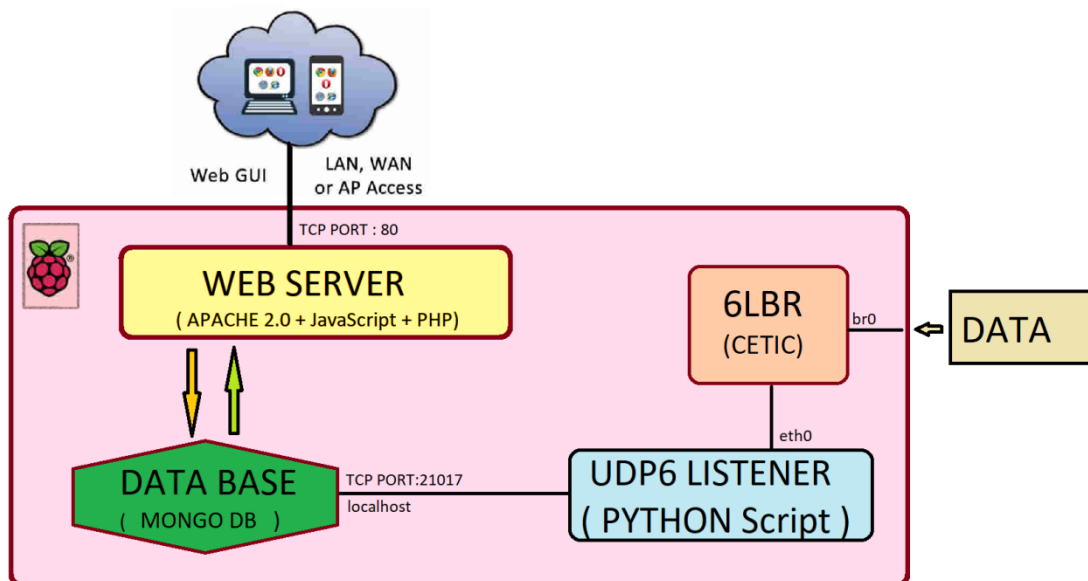 Web GUI
LAN, WAN
or AP Access
TCP PORT : 80
®
WEB SERVER
( APACHE 2.0 + JavaScript + PHP)
6LBR
(CETIC)
br0
DATA
eth0
DATA BASE
( MONGO DB )
TCP PORT:21017
localhost
UDP6 LISTENER
( PYTHON Script )